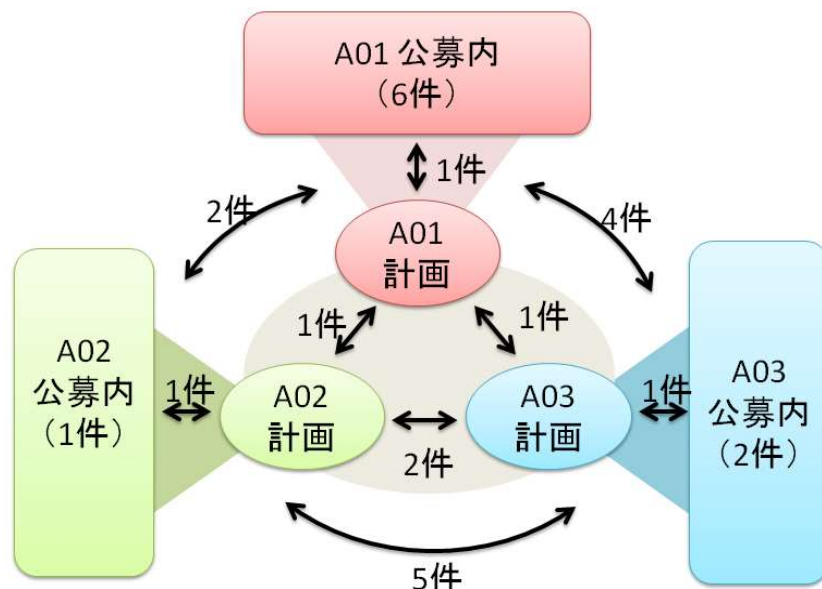 A01 公募内
（6件）
1件
2件
4件
A01
計画
1件
1件
A02
公募内
（1件）
1件
A02
計画
2件
A03
計画
1件
A03
公募内
（2件）
5件